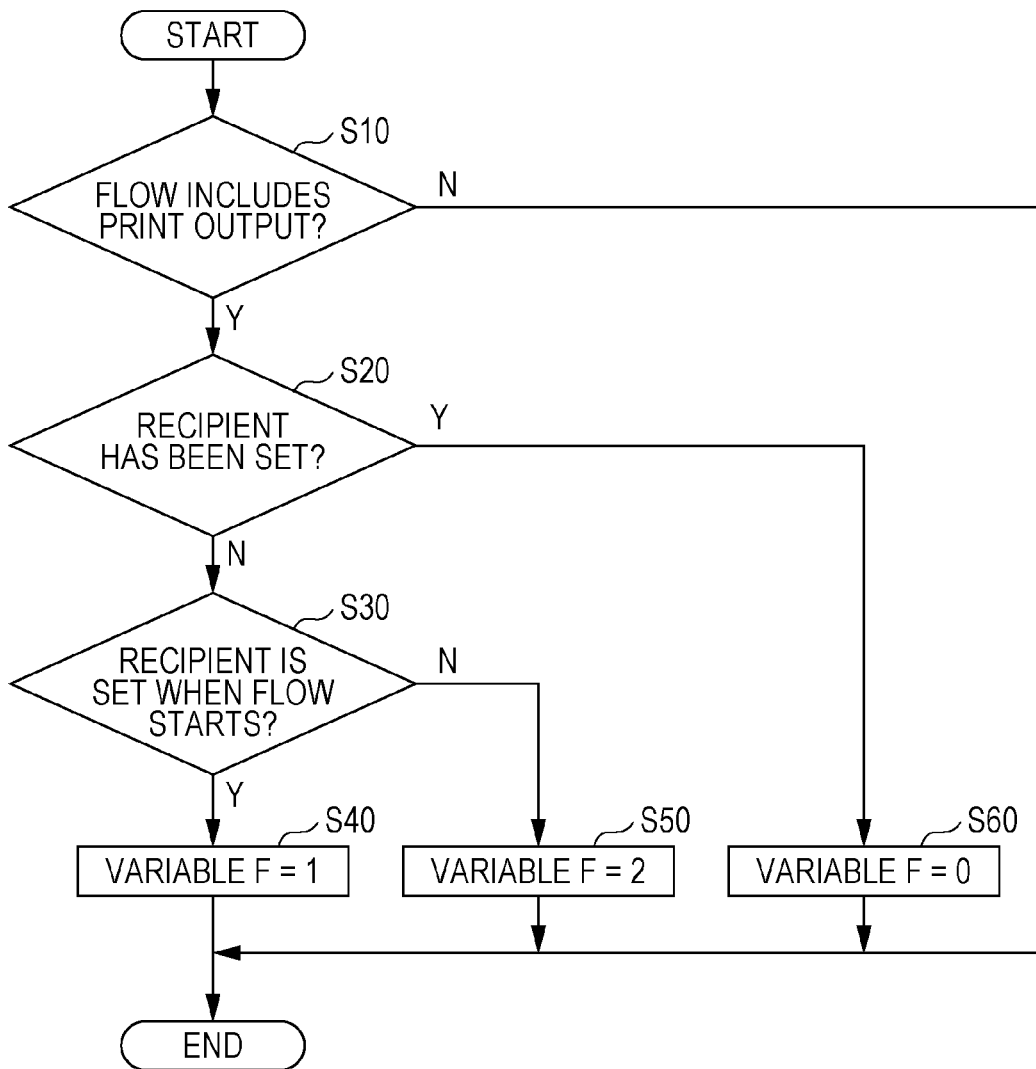 START
S10
FLOW INCLUDES
PRINT OUTPUT?
N
Y
S20
RECIPIENT
HAS BEEN SET?
Y
N
S30
RECIPIENT IS
SET WHEN FLOW
STARTS?
N
Y
S40
VARIABLE F = 1
S50
VARIABLE F = 2
S60
VARIABLE F = 0
END